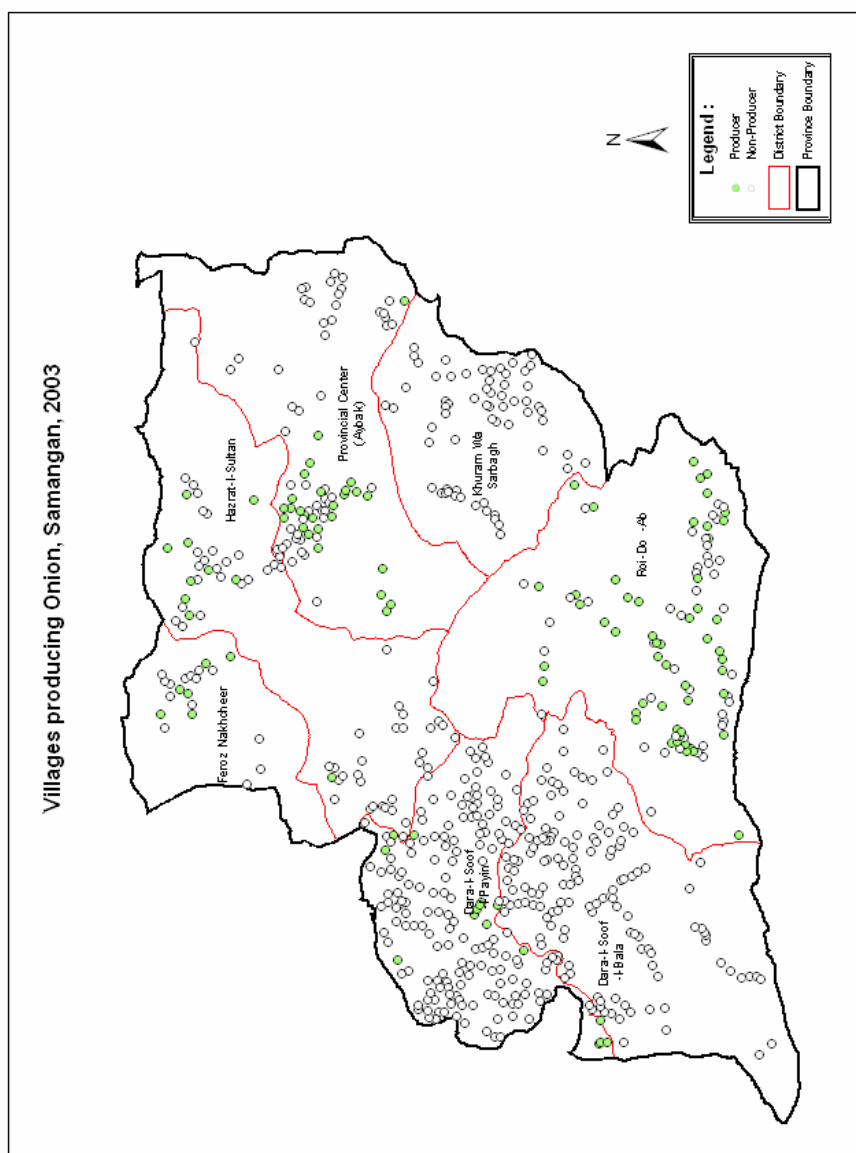 Villages producing Onion, Samangan, 2003
N
Legend :
Producer
Non-Producer
District Boundary
Province Boundary
Hazrat-I-Sultan
Feroz Nakhcheer
Provincial Center
(Aybak)
Khuram Wa
Sarbagh
Roi-Do -Ab
Dara-I-Soof
-I-Payin
Dara-I-Soof
-I-Bala